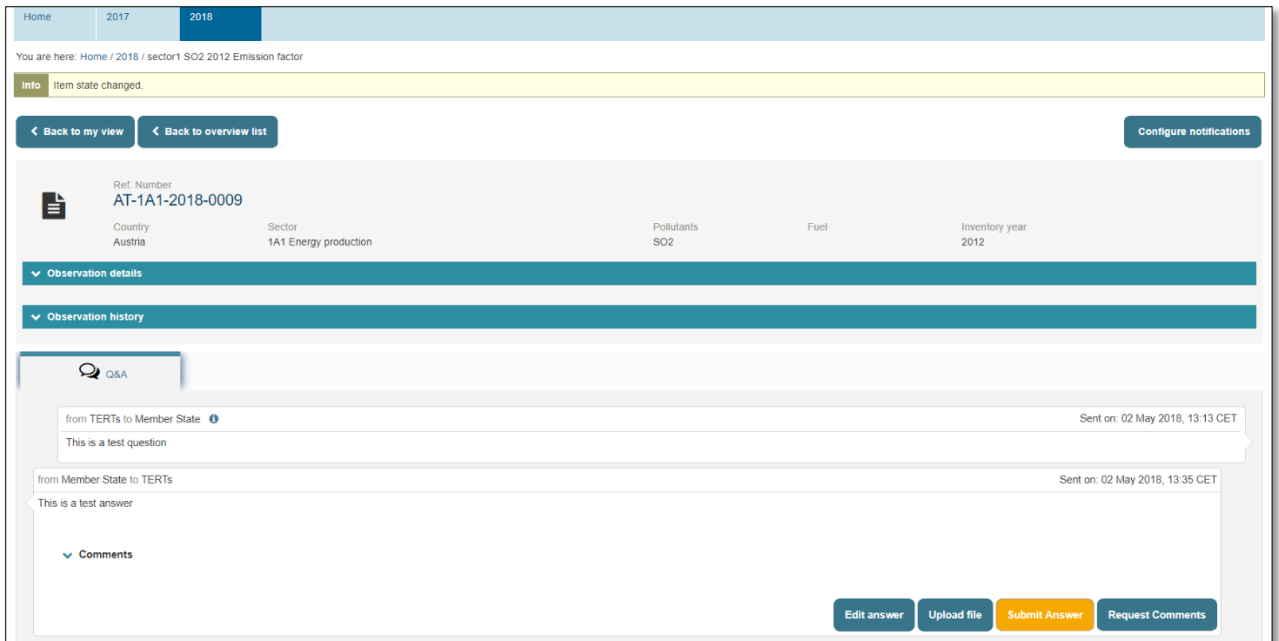 Home 2017 2018
You are here: Home / 2018 / sector1 SO2 2012 Emission factor
Info Item state changed.
Back to my view Back to overview list Configure notifications
Ref. Number
AT-1A1-2018-0009
Country Sector Pollutants Fuel Inventory year
Austria 1A1 Energy production SO2 2012
Observation details
Observation history
Q&A
from TERTs to Member State Sent on: 02 May 2018, 13:13 CET
This is a test question
from Member State to TERTs Sent on: 02 May 2018, 13:35 CET
This is a test answer
Comments
Edit answer Upload file Submit Answer Request Comments